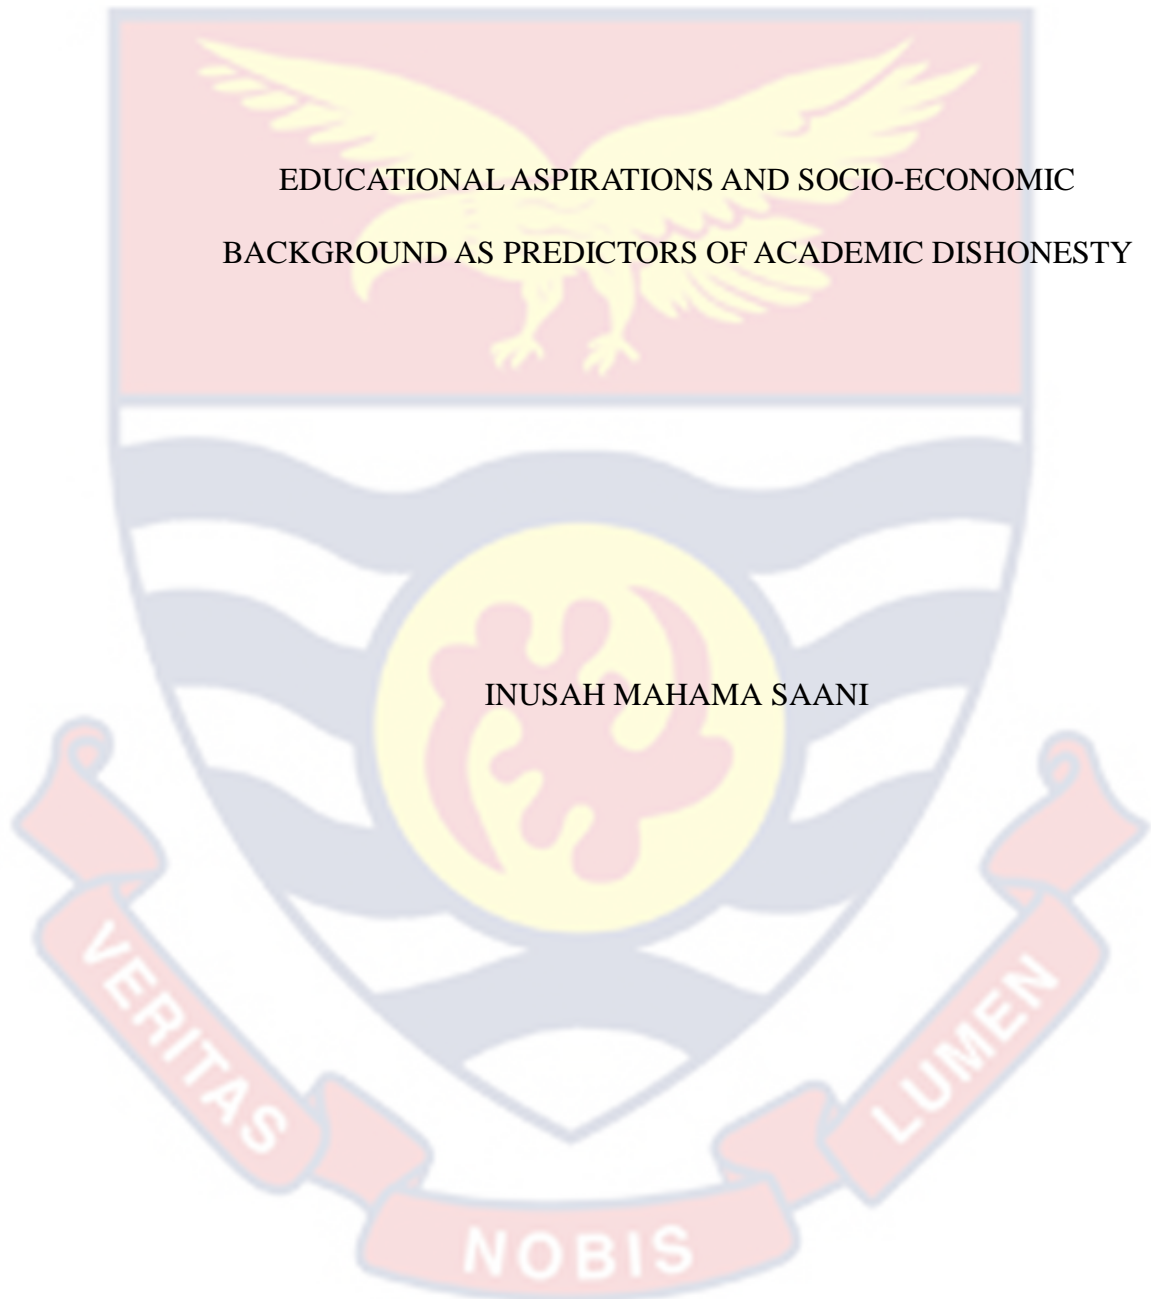 EDUCATIONAL ASPIRATIONS AND SOCIO-ECONOMIC
BACKGROUND AS PREDICTORS OF ACADEMIC DISHONESTY
INUSAH MAHAMA SAANI
VERITAS
NOBIS
LUMEN